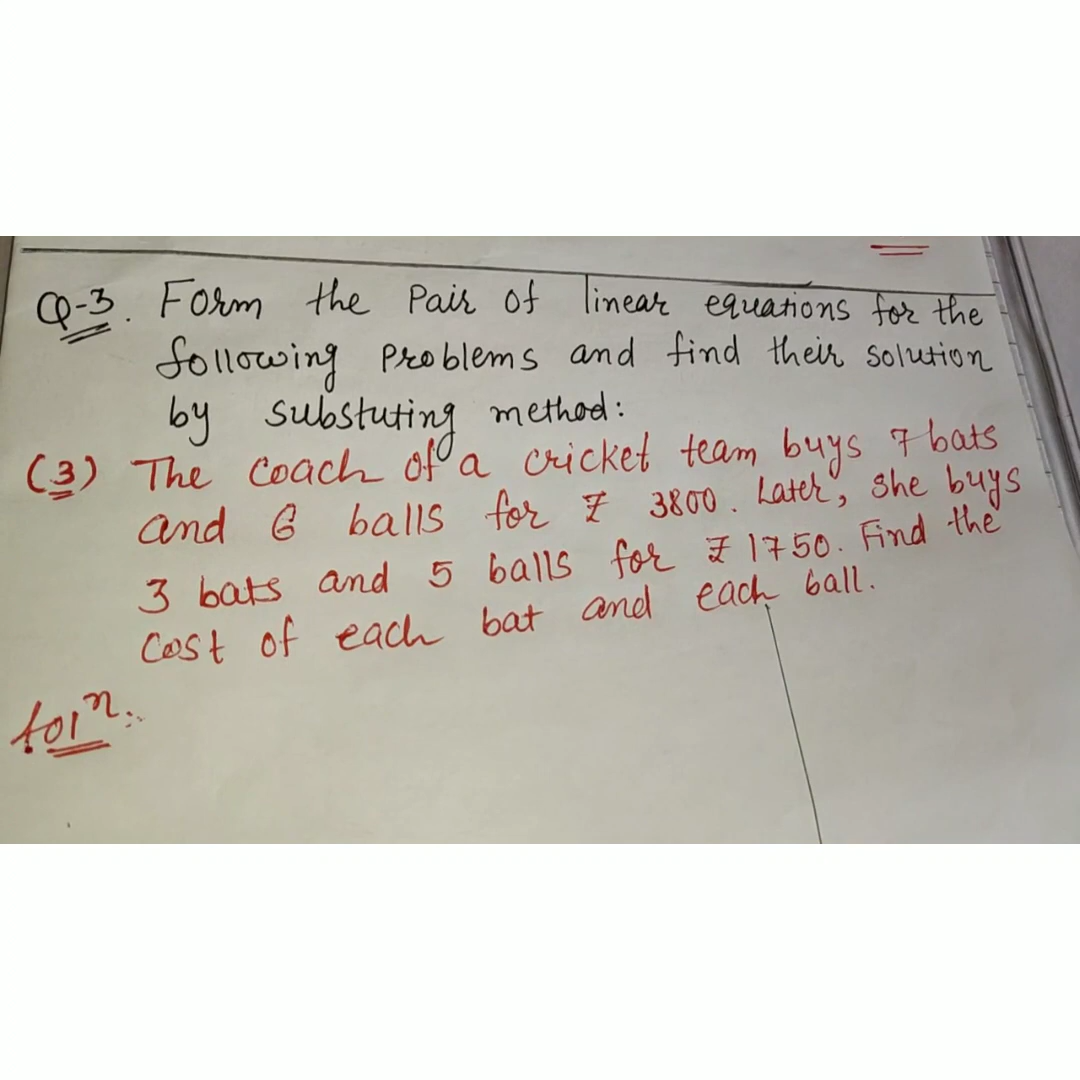 Q-3. Form the Pair of linear equations for the
following Problems and find their solution
by substuting method:
(3) The coach of a cricket team buys 7 bats
and 6 balls for ₹ 3800. Later, she buys
3 bats and 5 balls for ₹ 1750. Find the
Cost of each bat and each ball.
Solⁿ: